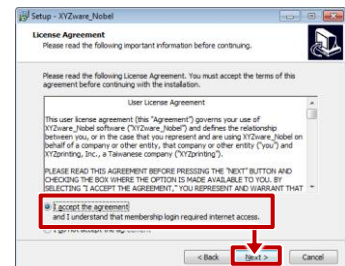 Setup - XYZware_Nobel
License Agreement
Please read the following important information before continuing.
Please read the following License Agreement. You must accept the terms of this
agreement before continuing with the installation.
User License Agreement
This user license agreement (this "Agreement") governs your use of
XYZware_Nobel software ("XYZware_Nobel") and defines the relationship
between you, or in the case that you represent and are using XYZware_Nobel on
behalf of a company or other entity, that company or other entity ("you") and
XYZprinting, Inc., a Taiwanese company ("XYZprinting").
PLEASE READ THIS AGREEMENT BEFORE PRESSING THE "NEXT" BUTTON AND
CHECKING THE BOX WHERE THE OPTION IS MADE AVAILABLE TO YOU. BY
SELECTING "I ACCEPT THE AGREEMENT," YOU REPRESENT AND WARRANT THAT
I accept the agreement
and I understand that membership login required internet access.
I do not accept the agreement
< Back Next > Cancel